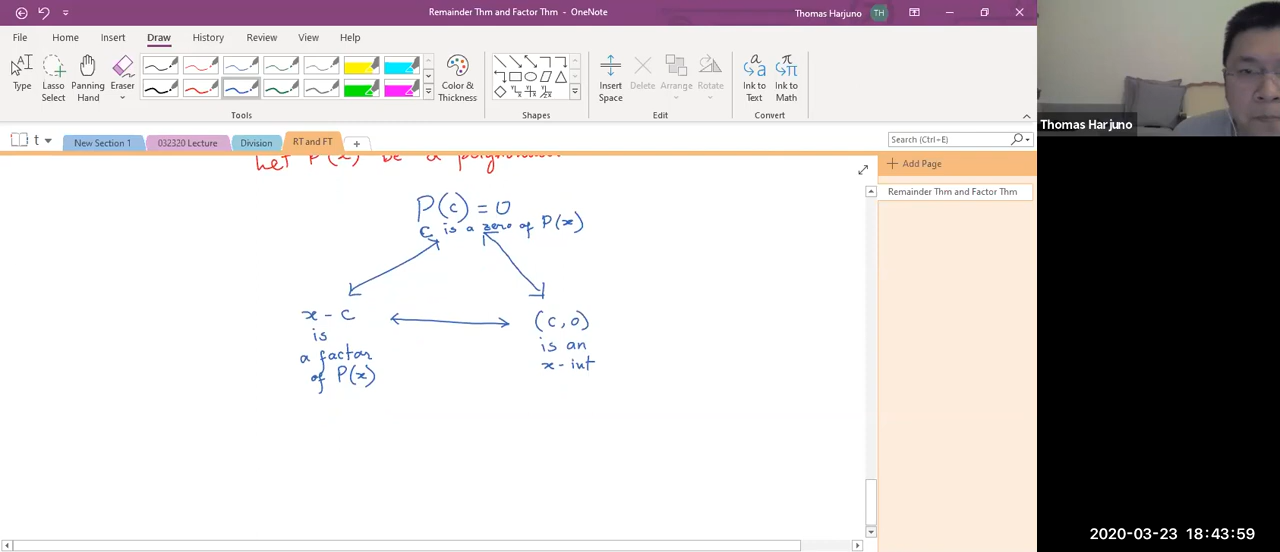 Remainder Thm and Factor Thm - OneNote
Thomas Harjuno TH
File Home Insert Draw History Review View Help
Type Lasso Select Panning Hand Eraser
Color & Thickness
Insert Space Delete Arrange Rotate
Ink to Text Ink to Math
Tools Shapes Edit Convert
t New Section 1 032320 Lecture Division RT and FT
Search (Ctrl+E)
Add Page
Remainder Thm and Factor Thm
Thomas Harjuno
Let P(x) be a polynomial
P(c) = 0
c is a zero of P(x)
x - c
is
a factor
of P(x)
(c, 0)
is an
x - int
2020-03-23 18:43:59